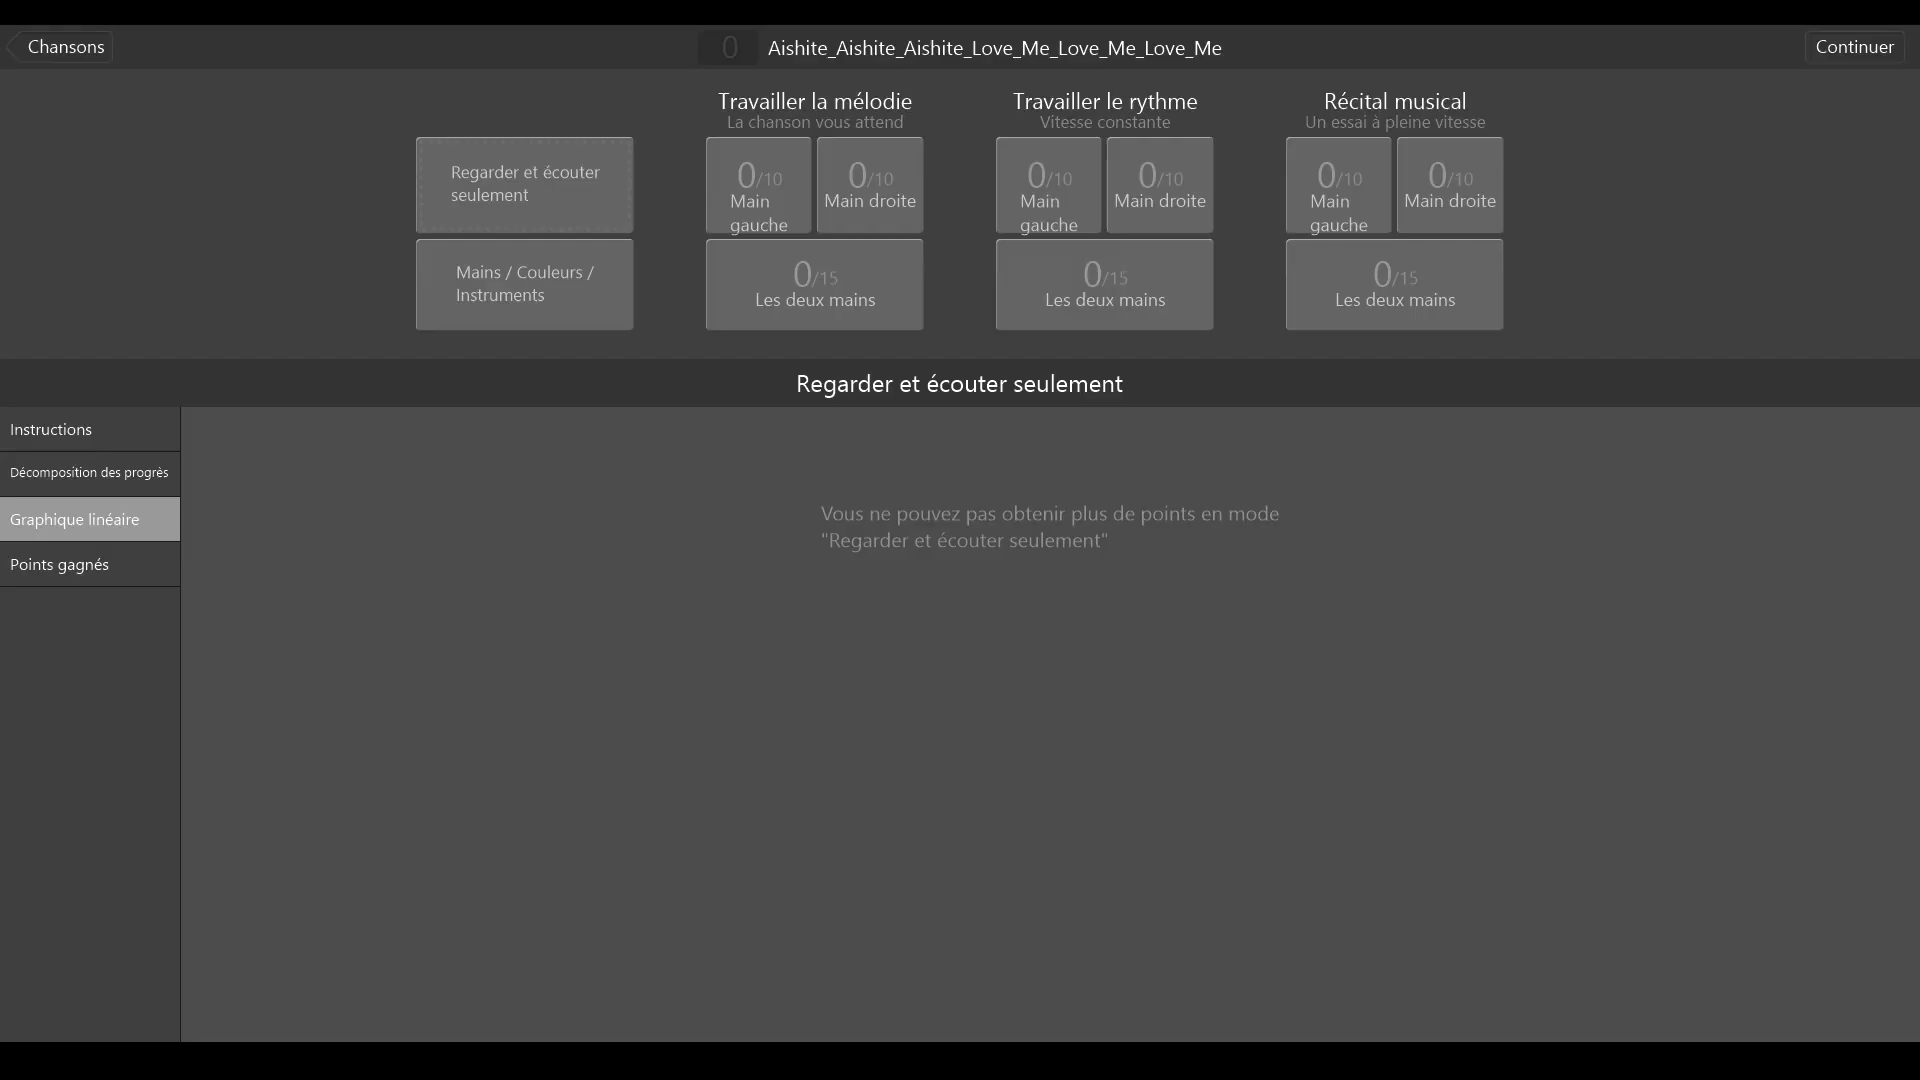 Chansons
0 Aishite_Aishite_Aishite_Love_Me_Love_Me_Love_Me
Continuer
Travailler la mélodie
La chanson vous attend
Travailler le rythme
Vitesse constante
Récital musical
Un essai à pleine vitesse
Regarder et écouter
seulement
0/10
Main
gauche
0/10
Main droite
0/10
Main
gauche
0/10
Main droite
0/10
Main
gauche
0/10
Main droite
Mains / Couleurs /
Instruments
0/15
Les deux mains
0/15
Les deux mains
0/15
Les deux mains
Regarder et écouter seulement
Instructions
Décomposition des progrès
Graphique linéaire
Points gagnés
Vous ne pouvez pas obtenir plus de points en mode
"Regarder et écouter seulement"